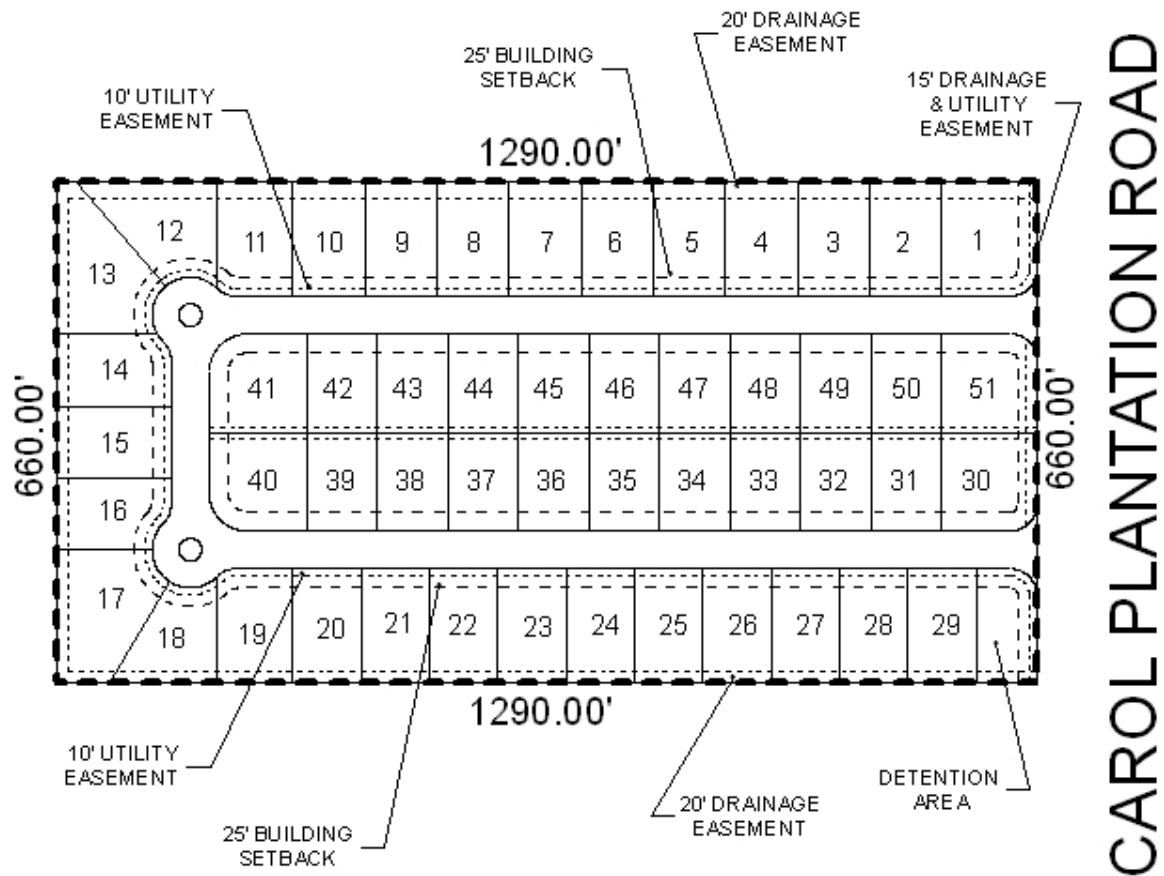 20' DRAINAGE
EASEMENT
25' BUILDING
SETBACK
15' DRAINAGE
& UTILITY
EASEMENT
10' UTILITY
EASEMENT
1290.00'
12 11 10 9 8 7 6 5 4 3 2 1
13
14 41 42 43 44 45 46 47 48 49 50 51
660.00'
660.00'
15
16 40 39 38 37 36 35 34 33 32 31 30
17
18 19 20 21 22 23 24 25 26 27 28 29
1290.00'
10' UTILITY
EASEMENT
25' BUILDING
SETBACK
20' DRAINAGE
EASEMENT
DETENTION
AREA
CAROL PLANTATION ROAD